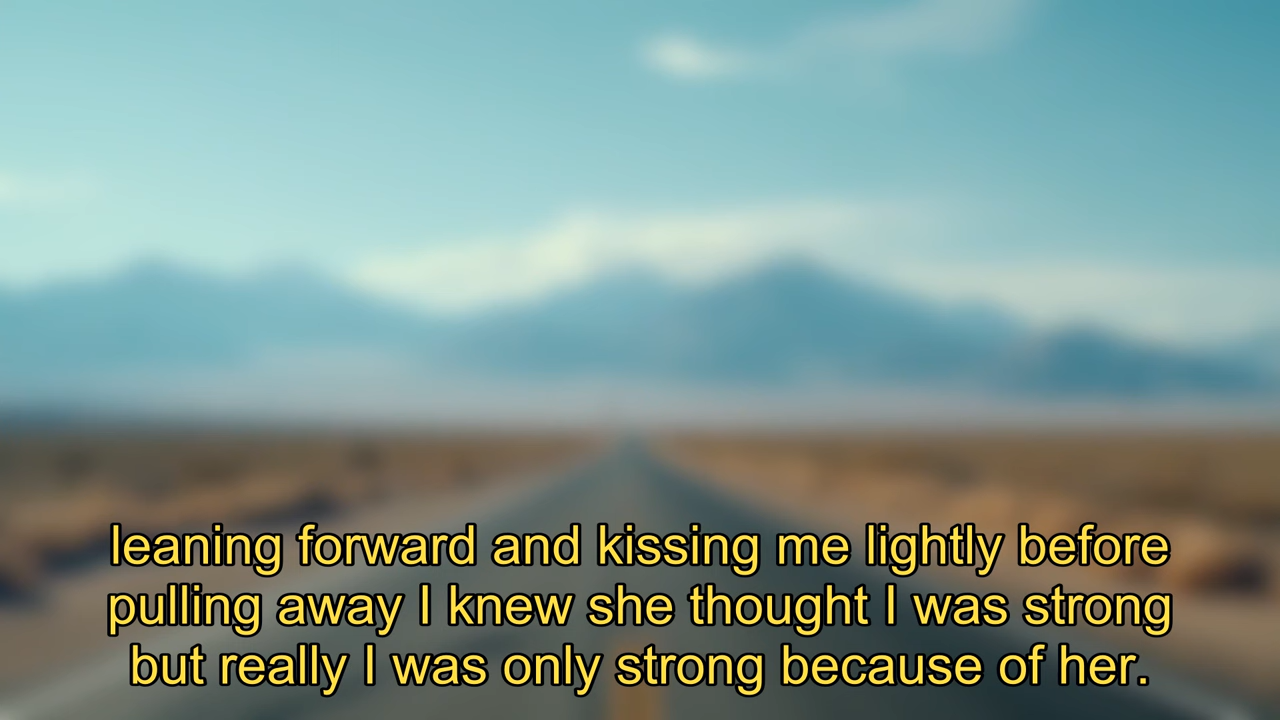 leaning forward and kissing me lightly before
pulling away I knew she thought I was strong
but really I was only strong because of her.